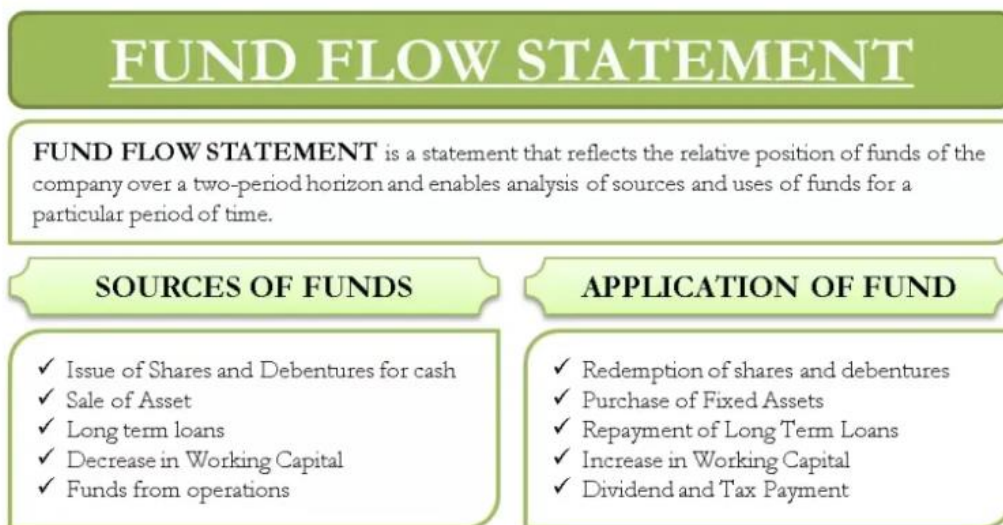 FUND FLOW STATEMENT
FUND FLOW STATEMENT is a statement that reflects the relative position of funds of the
company over a two-period horizon and enables analysis of sources and uses of funds for a
particular period of time.
SOURCES OF FUNDS
✓ Issue of Shares and Debentures for cash
✓ Sale of Asset
✓ Long term loans
✓ Decrease in Working Capital
✓ Funds from operations
APPLICATION OF FUND
✓ Redemption of shares and debentures
✓ Purchase of Fixed Assets
✓ Repayment of Long Term Loans
✓ Increase in Working Capital
✓ Dividend and Tax Payment